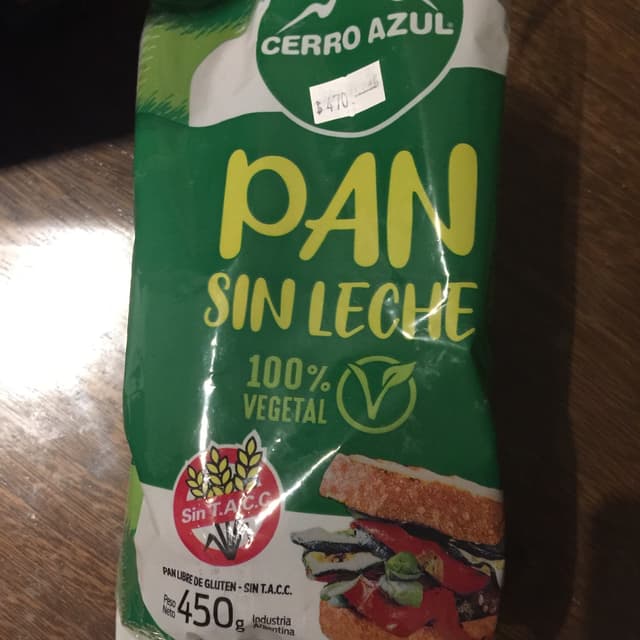 CERRO AZUL
$ 470
PAN
SIN LECHE
100%
VEGETAL
Sin T.A.C.C.
PAN LIBRE DE GLUTEN - SIN T.A.C.C.
Peso
Neto 450g
Industria
Argentina